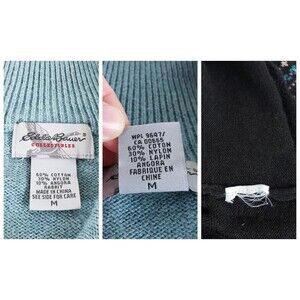 Eddie Bauer
COLLECTIBLES
60% COTTON
30% NYLON
10% ANGORA
RABBIT
MADE IN CHINA
SEE SIDE FOR CARE
M
WPL 9647/
CA 00665
60% COTON
30% NYLON
10% LAPIN
ANGORA
FABRIQUE EN
CHINE
M